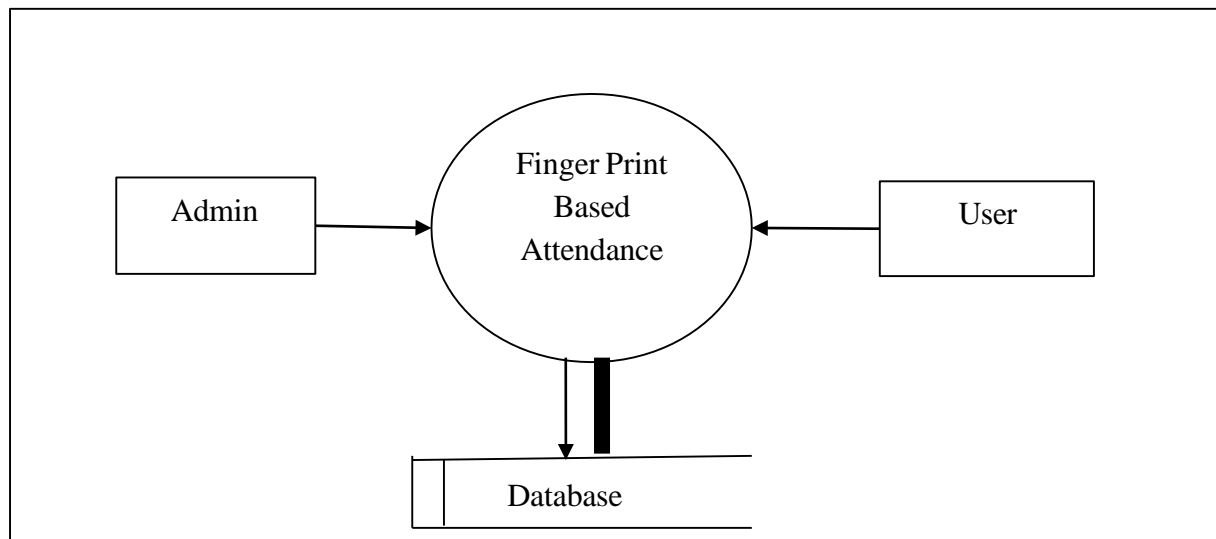 Finger Print
Based
Attendance
Admin
User
Database